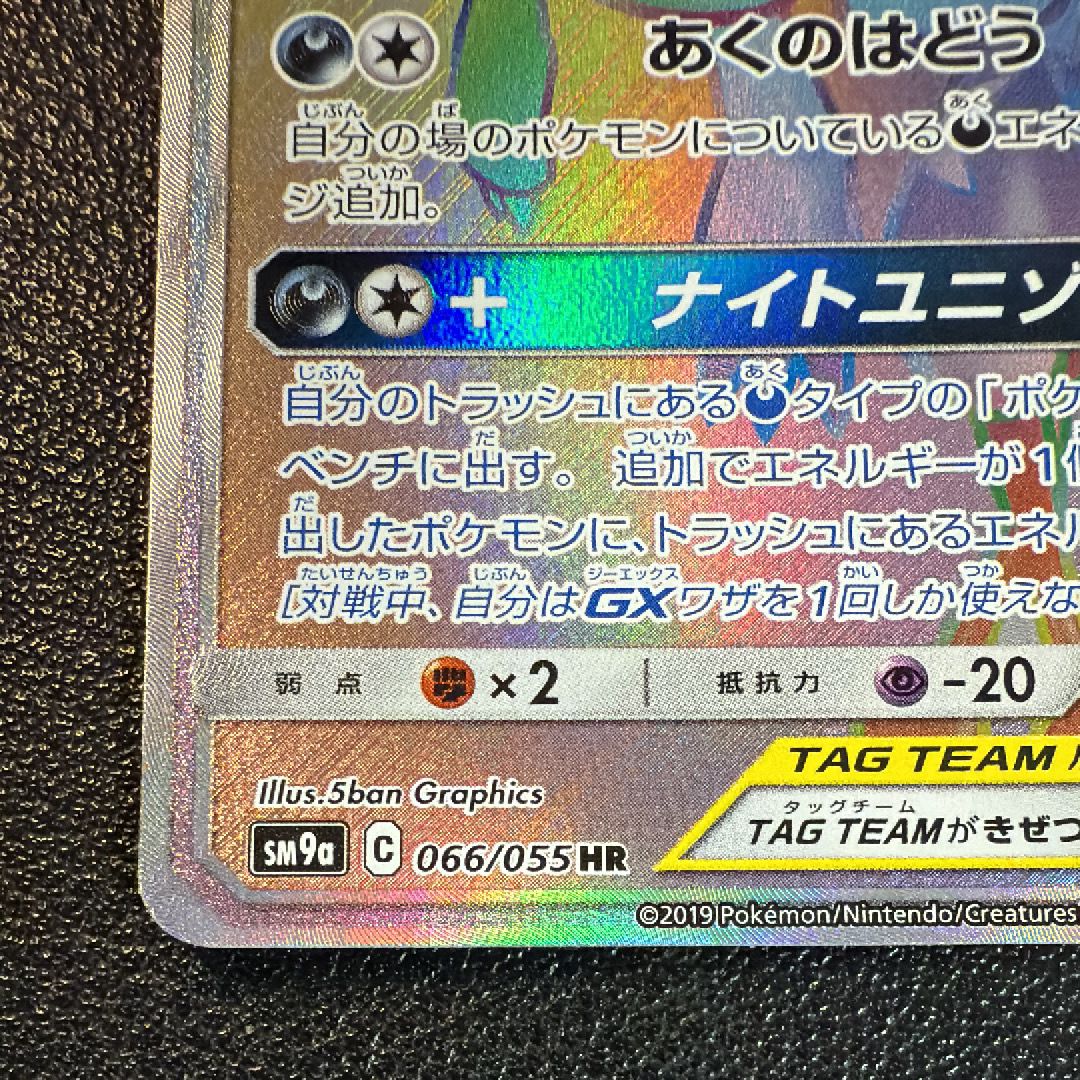 あくのはどう
じぶん ば あく
自分の場のポケモンについているエネ
ついか
ジ追加。
+ ナイトユニゾ
じぶん あく
自分のトラッシュにあるタイプの「ポケ
だ ついか
ベンチに出す。 追加でエネルギーが1個
だ
出したポケモンに、トラッシュにあるエネル
たいせんちゅう じぶん ジーエックス かい つか
[対戦中、自分はGXワザを1回しか使えな
弱点 ×2 抵抗力 -20
TAG TEAM
Illus.5ban Graphics
タッグチーム
TAG TEAMがきぜつ
SM9a C 066/055 HR
©2019 Pokémon/Nintendo/Creatures